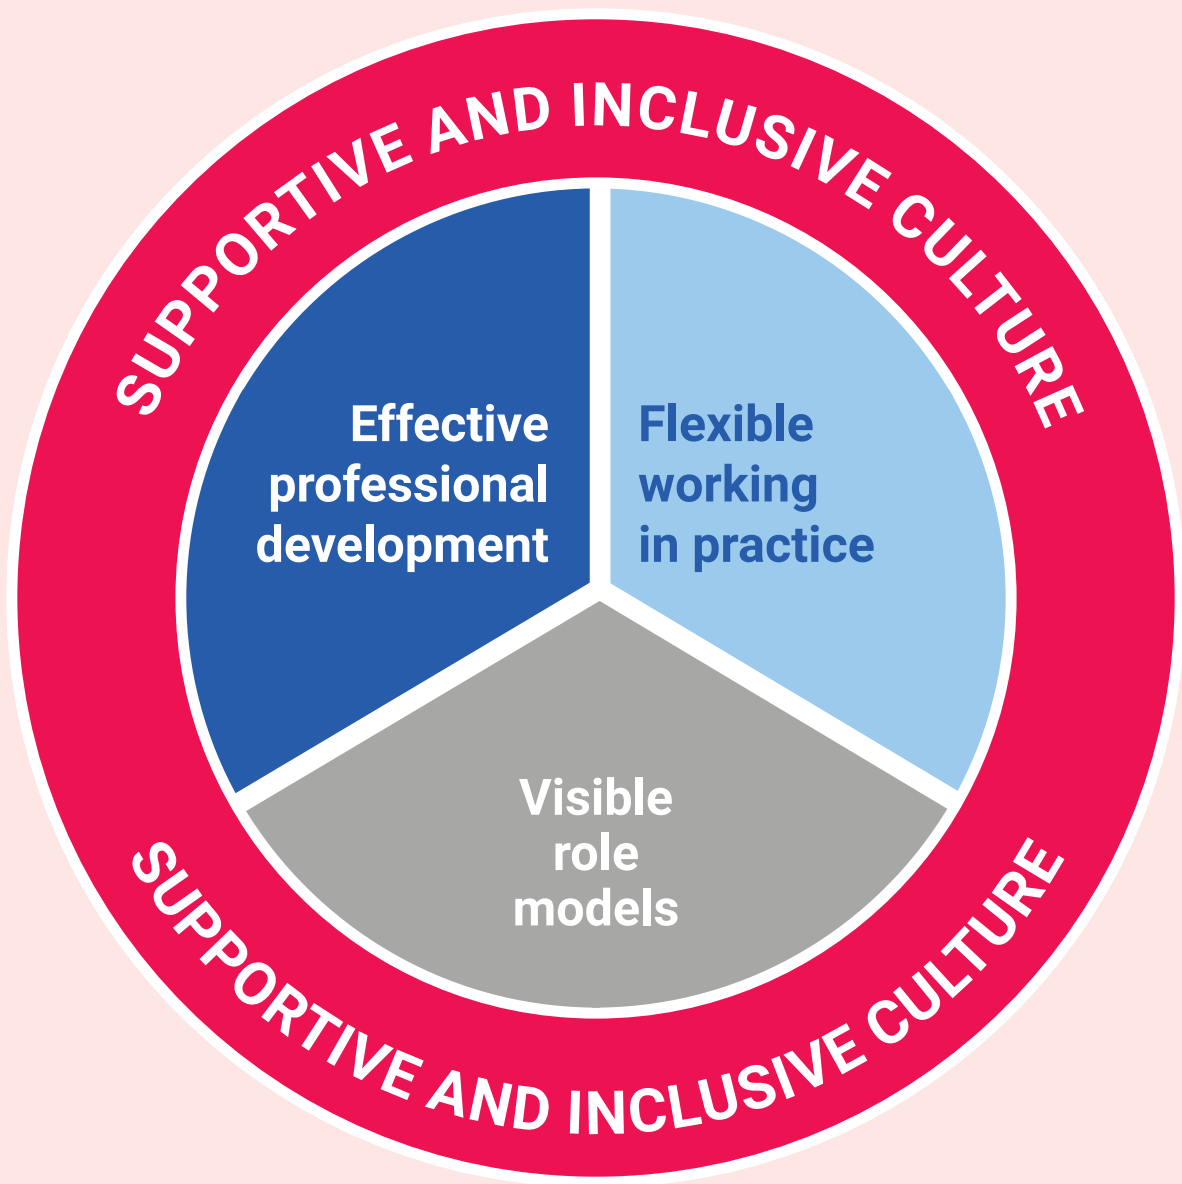 SUPPORTIVE AND INCLUSIVE CULTURE
Effective
professional
development
Flexible
working
in practice
Visible
role
models
SUPPORTIVE AND INCLUSIVE CULTURE